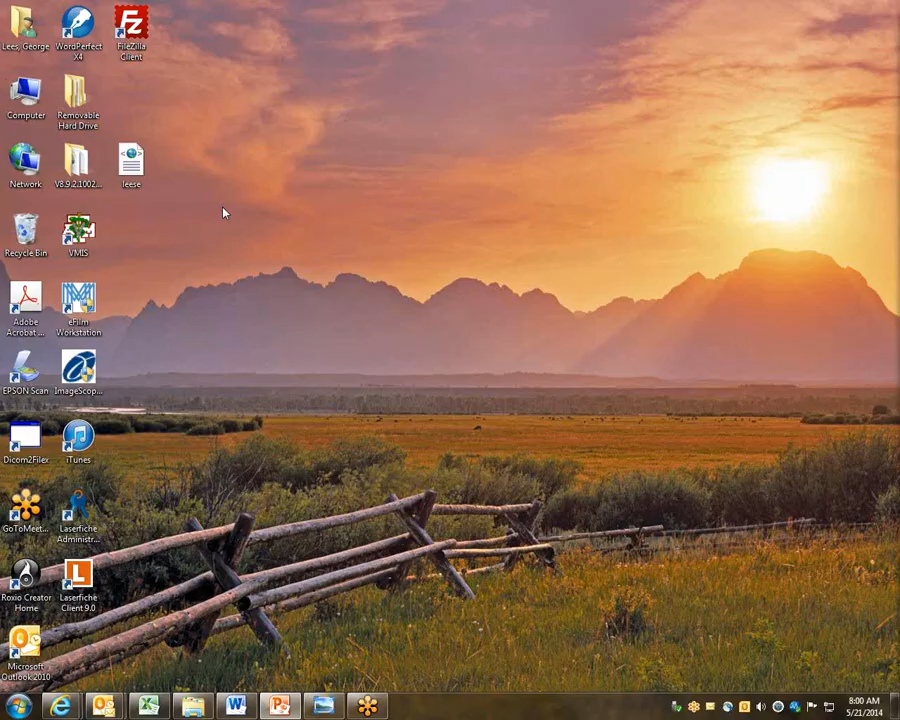 Lees, George
WordPerfect
X4
FileZilla
Client
Computer
Removable
Hard Drive
Network
V8.9.2.1002...
leese
Recycle Bin
VMIS
Adobe
Acrobat ...
eFilm
Workstation
EPSON Scan
ImageScop...
Dicom2Filex
iTunes
GoToMeet...
Laserfiche
Administr...
Roxio Creator
Home
Laserfiche
Client 9.0
Microsoft
Outlook 2010
8:00 AM
5/21/2014